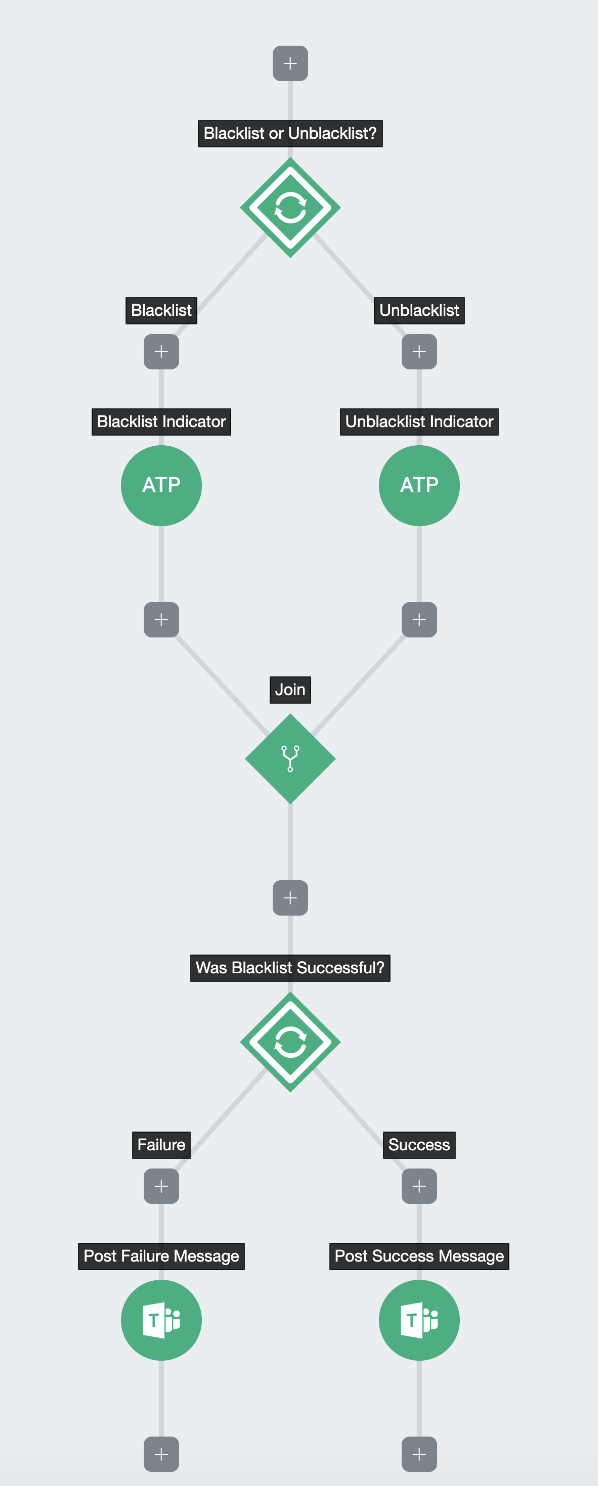 Blacklist or Unblacklist?
Blacklist
Unblacklist
Blacklist Indicator
Unblacklist Indicator
ATP
ATP
Join
Was Blacklist Successful?
Failure
Success
Post Failure Message
Post Success Message
T
T